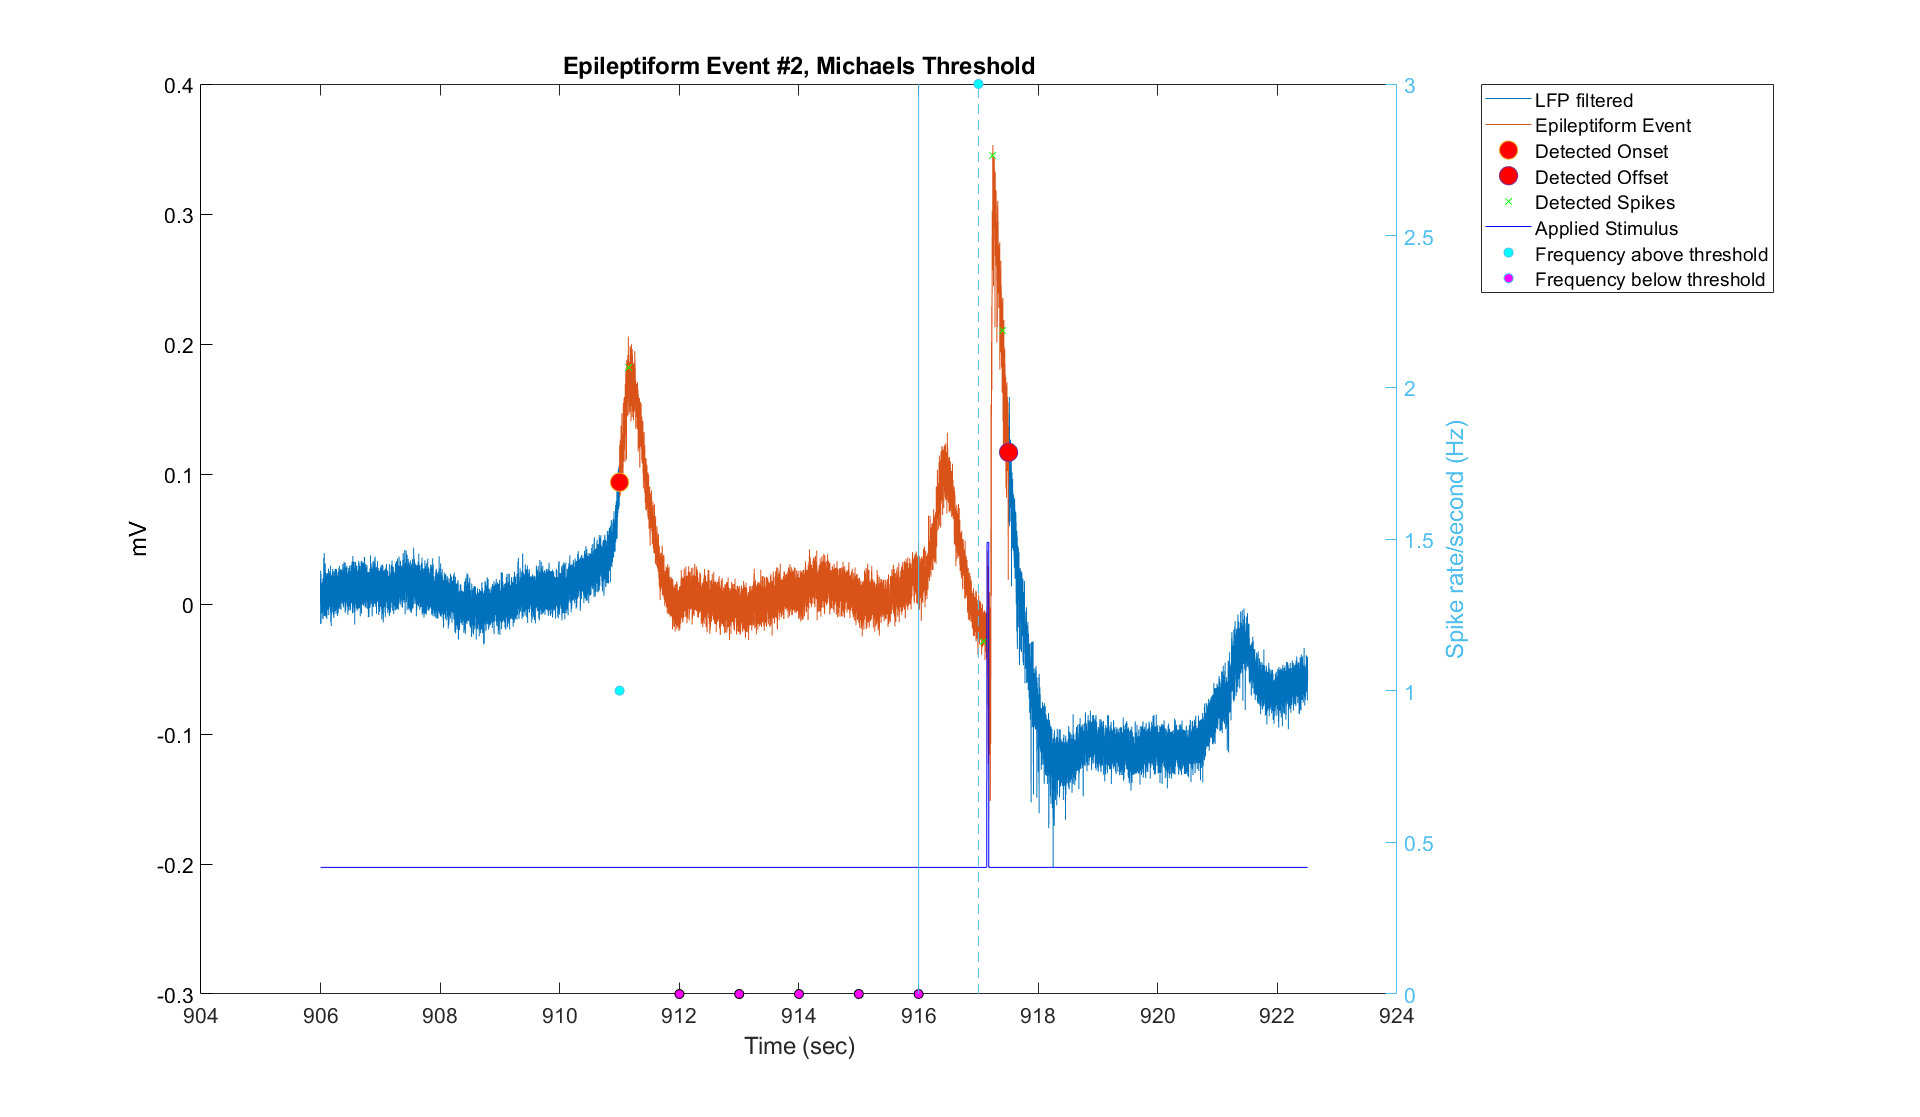 Epileptiform Event #2, Michaels Threshold
0.4
0.3
0.2
0.1
0
-0.1
-0.2
-0.3
mV
904
906
908
910
912
914
916
918
920
922
924
Time (sec)
3
2.5
2
1.5
1
0.5
0
Spike rate/second (Hz)
LFP filtered
Epileptiform Event
Detected Onset
Detected Offset
Detected Spikes
Applied Stimulus
Frequency above threshold
Frequency below threshold